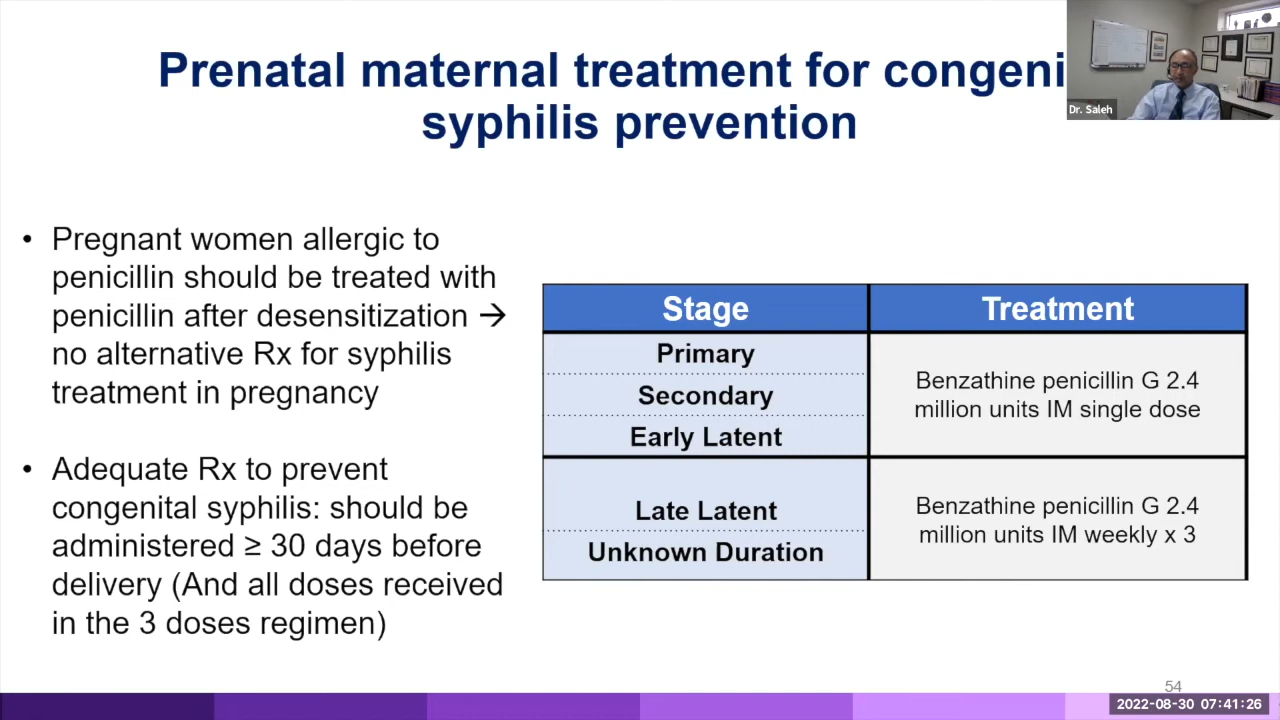 Prenatal maternal treatment for congeni
syphilis prevention
Dr. Saleh
• Pregnant women allergic to
penicillin should be treated with
penicillin after desensitization →
no alternative Rx for syphilis
treatment in pregnancy
• Adequate Rx to prevent
congenital syphilis: should be
administered ≥ 30 days before
delivery (And all doses received
in the 3 doses regimen)
Stage
Treatment
Primary
Secondary
Early Latent
Benzathine penicillin G 2.4
million units IM single dose
Late Latent
Unknown Duration
Benzathine penicillin G 2.4
million units IM weekly x 3
54
2022-08-30 07:41:26